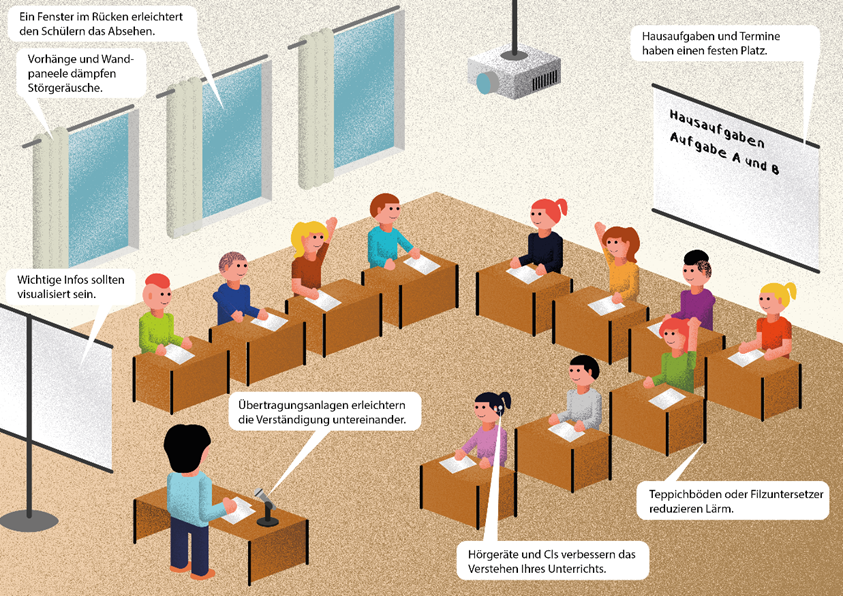 Ein Fenster im Rücken erleichtert
den Schülern das Absehen.
Vorhänge und Wand-
paneele dämpfen
Störgeräusche.
Hausaufgaben und Termine
haben einen festen Platz.
Hausaufgaben
Aufgabe A und B
Wichtige Infos sollten
visualisiert sein.
Übertragungsanlagen erleichtern
die Verständigung untereinander.
Teppichböden oder Filzuntersetzer
reduzieren Lärm.
Hörgeräte und CIs verbessern das
Verstehen Ihres Unterrichts.